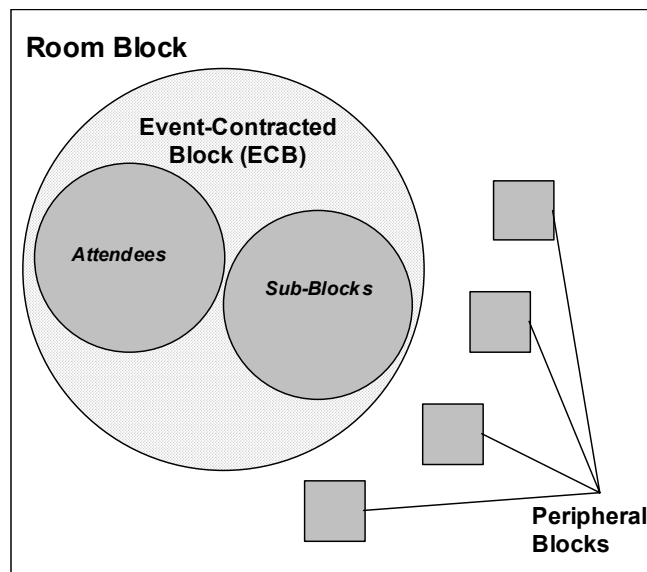 Room Block
Event-Contracted
Block (ECB)
Attendees
Sub-Blocks
Peripheral
Blocks